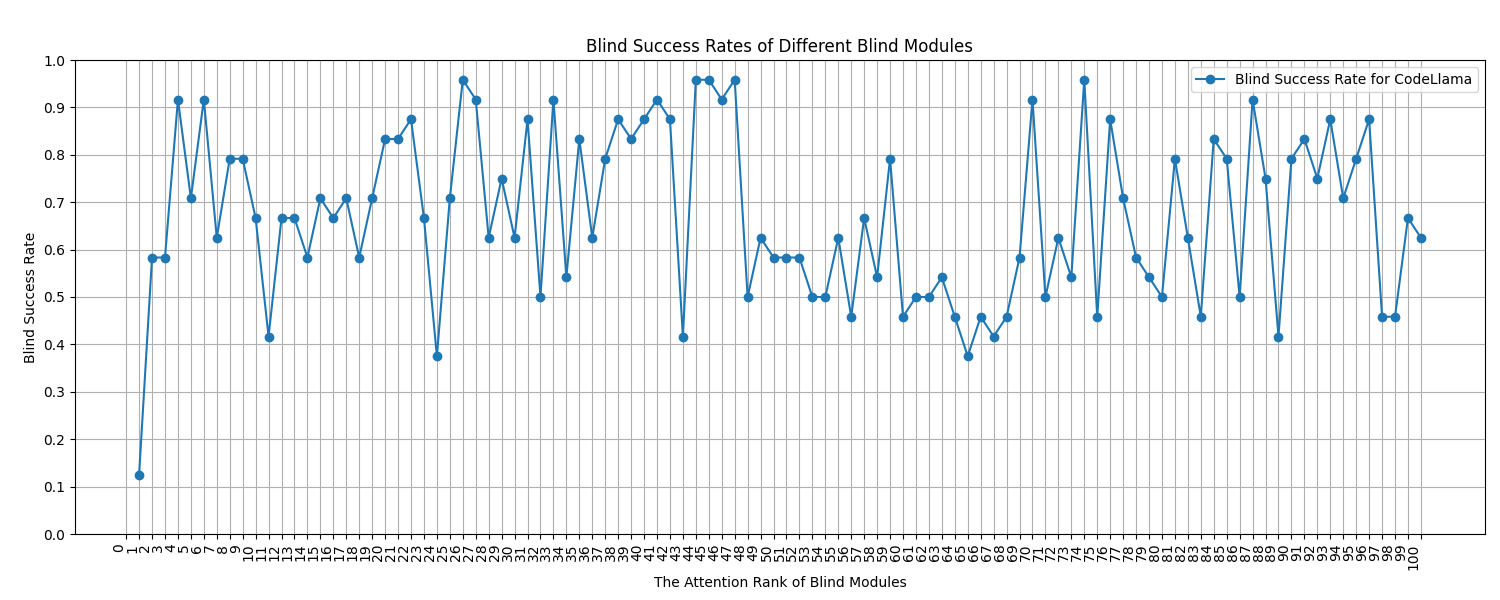 Blind Success Rates of Different Blind Modules
Blind Success Rate for CodeLlama
1.0
0.9
0.8
0.7
0.6
0.5
0.4
0.3
0.2
0.1
0.0
Blind Success Rate
0 1 2 3 4 5 6 7 8 9 10 11 12 13 14 15 16 17 18 19 20 21 22 23 24 25 26 27 28 29 30 31 32 33 34 35 36 37 38 39 40 41 42 43 44 45 46 47 48 49 50 51 52 53 54 55 56 57 58 59 60 61 62 63 64 65 66 67 68 69 70 71 72 73 74 75 76 77 78 79 80 81 82 83 84 85 86 87 88 89 90 91 92 93 94 95 96 97 98 99 100
The Attention Rank of Blind Modules